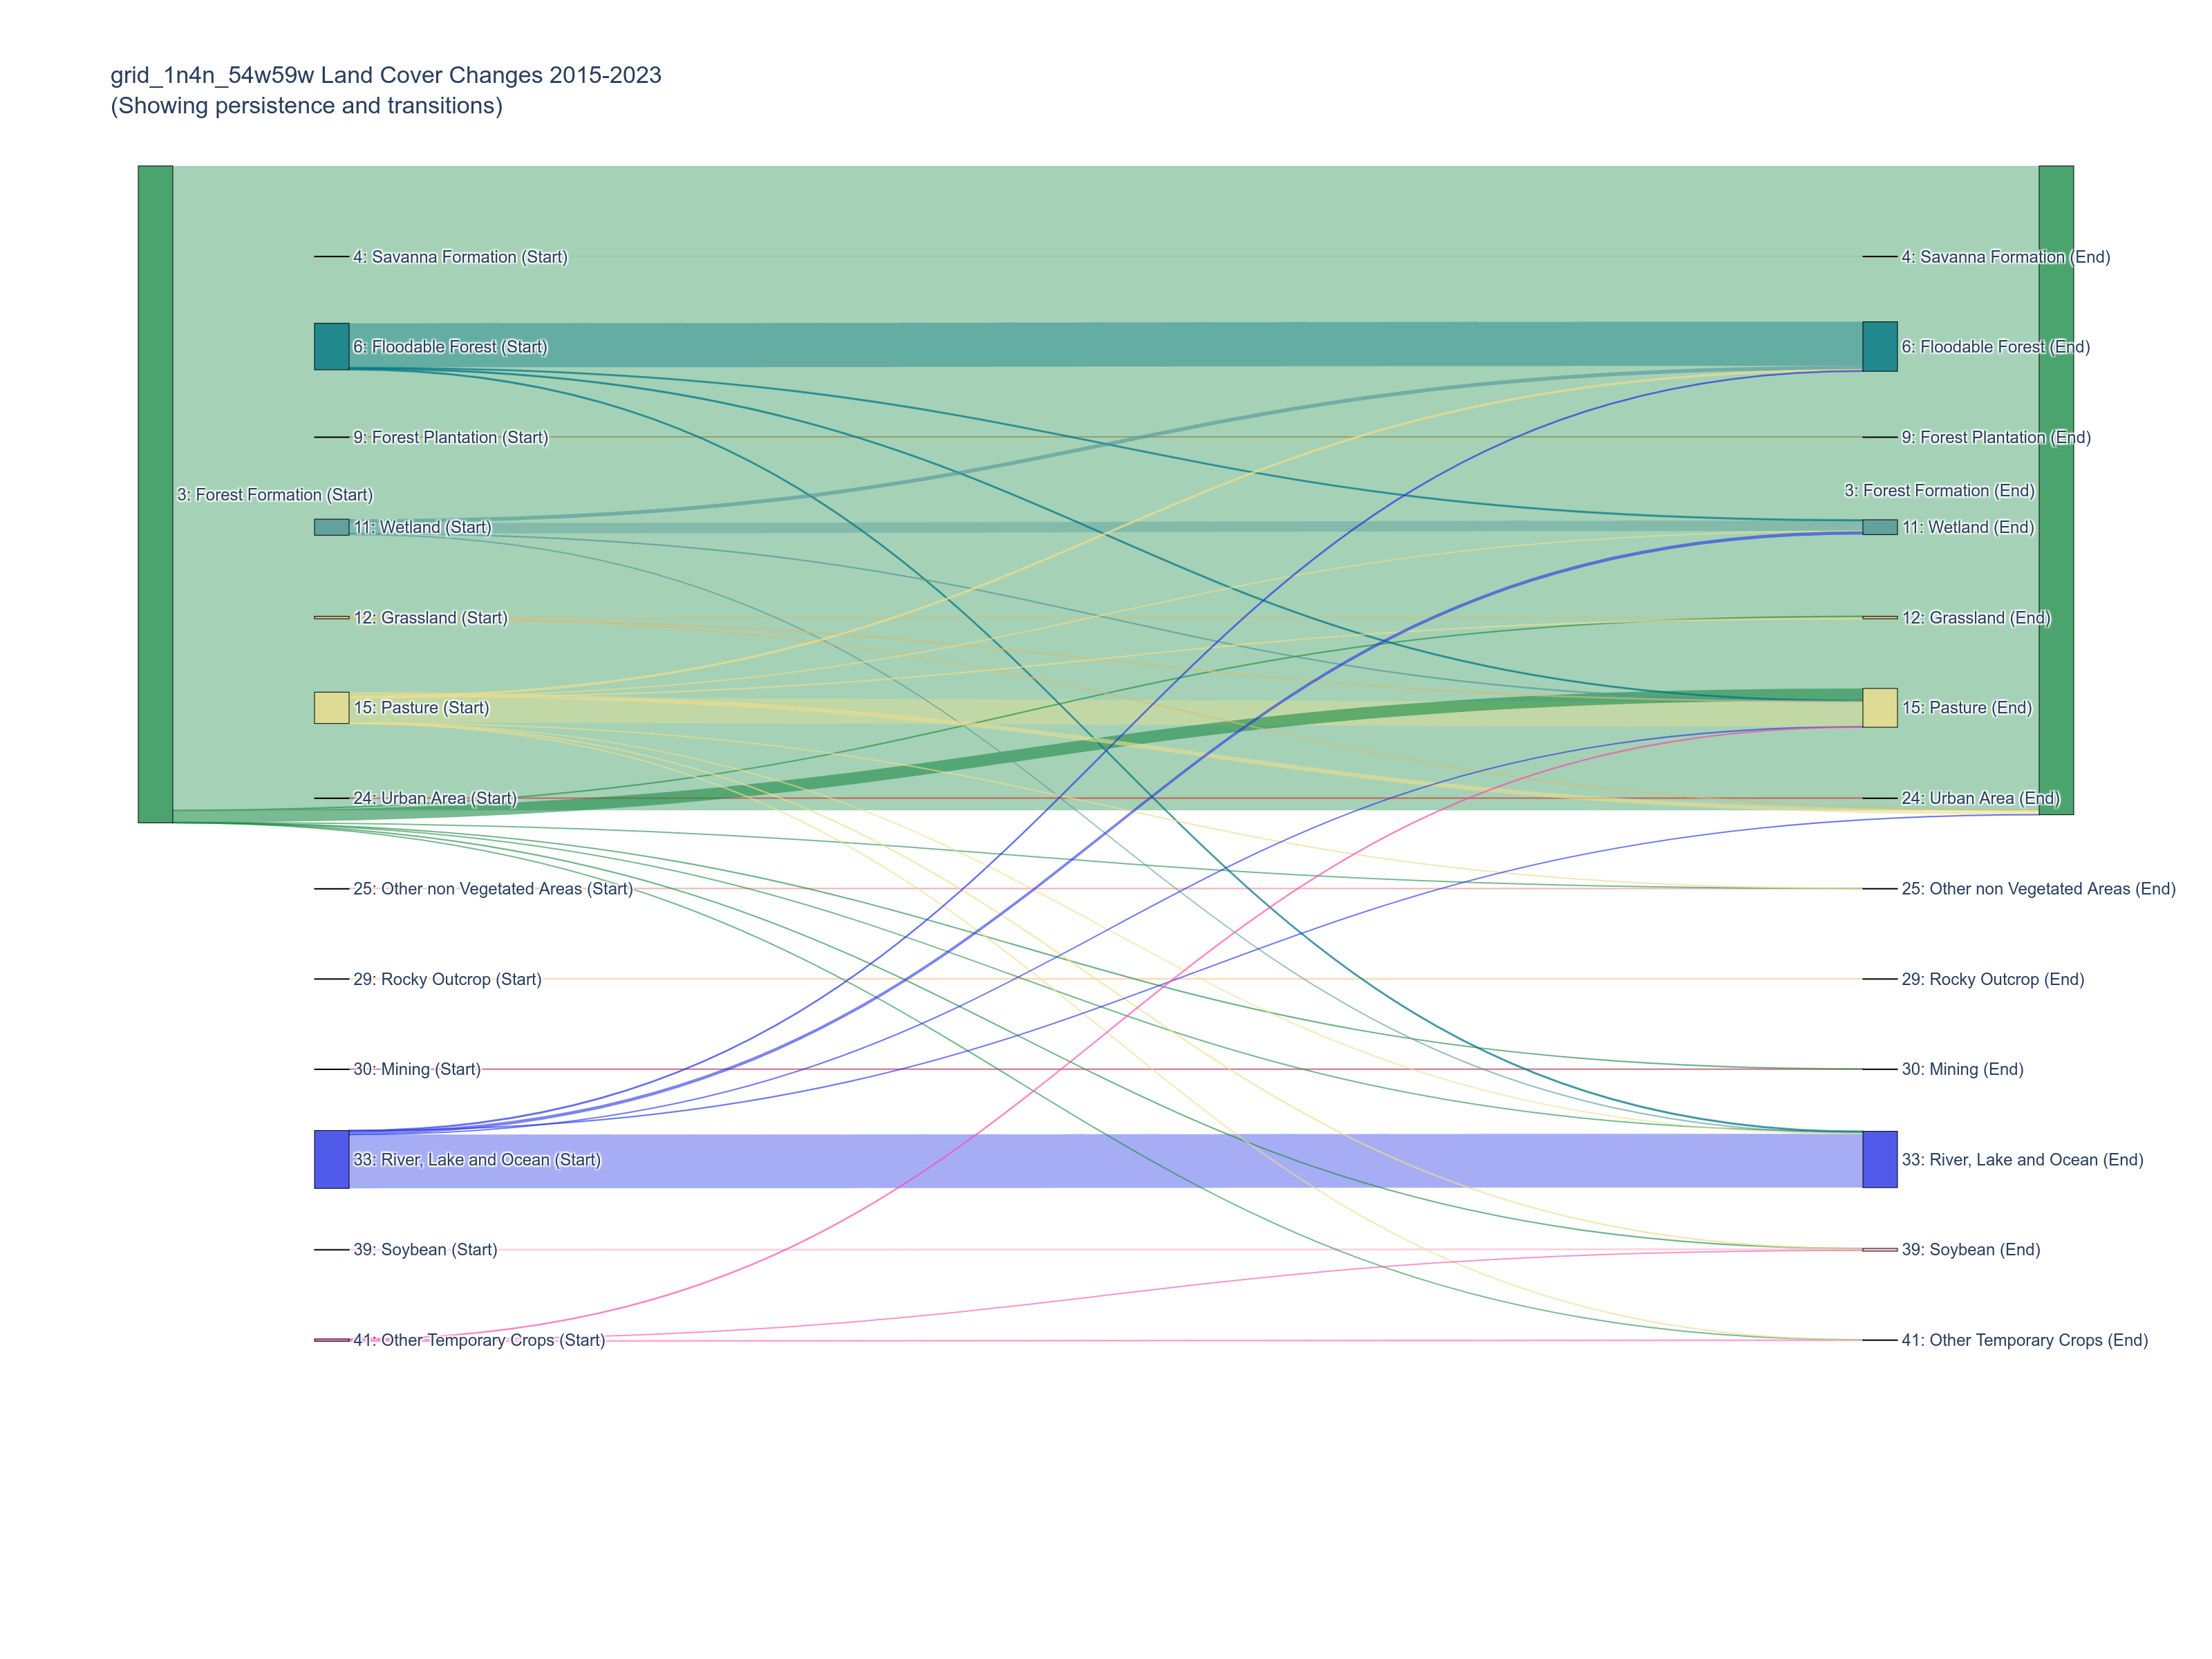 grid_1n4n_54w59w Land Cover Changes 2015-2023
(Showing persistence and transitions)
4: Savanna Formation (Start)
4: Savanna Formation (End)
6: Floodable Forest (Start)
6: Floodable Forest (End)
9: Forest Plantation (Start)
9: Forest Plantation (End)
3: Forest Formation (Start)
3: Forest Formation (End)
11: Wetland (Start)
11: Wetland (End)
12: Grassland (Start)
12: Grassland (End)
15: Pasture (Start)
15: Pasture (End)
24: Urban Area (Start)
24: Urban Area (End)
25: Other non Vegetated Areas (Start)
25: Other non Vegetated Areas (End)
29: Rocky Outcrop (Start)
29: Rocky Outcrop (End)
30: Mining (Start)
30: Mining (End)
33: River, Lake and Ocean (Start)
33: River, Lake and Ocean (End)
39: Soybean (Start)
39: Soybean (End)
41: Other Temporary Crops (Start)
41: Other Temporary Crops (End)